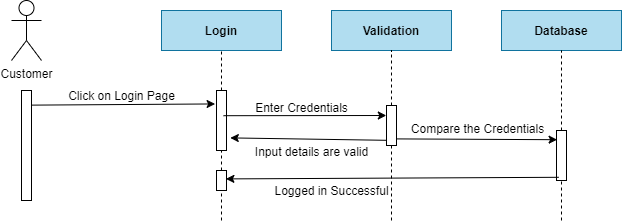 Login
Validation
Database
Customer
Click on Login Page
Enter Credentials
Compare the Credentials
Input details are valid
Logged in Successful